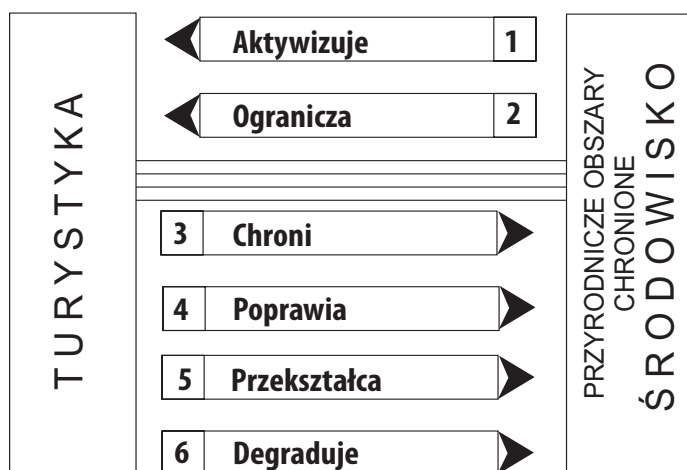 TURYSTYKA
Aktywizuje 1
Ogranicza 2
3 Chroni
4 Poprawia
5 Przekształca
6 Degraduje
PRZYRODNICZE OBSZARY
CHRONIONE
ŚRODOWISKO